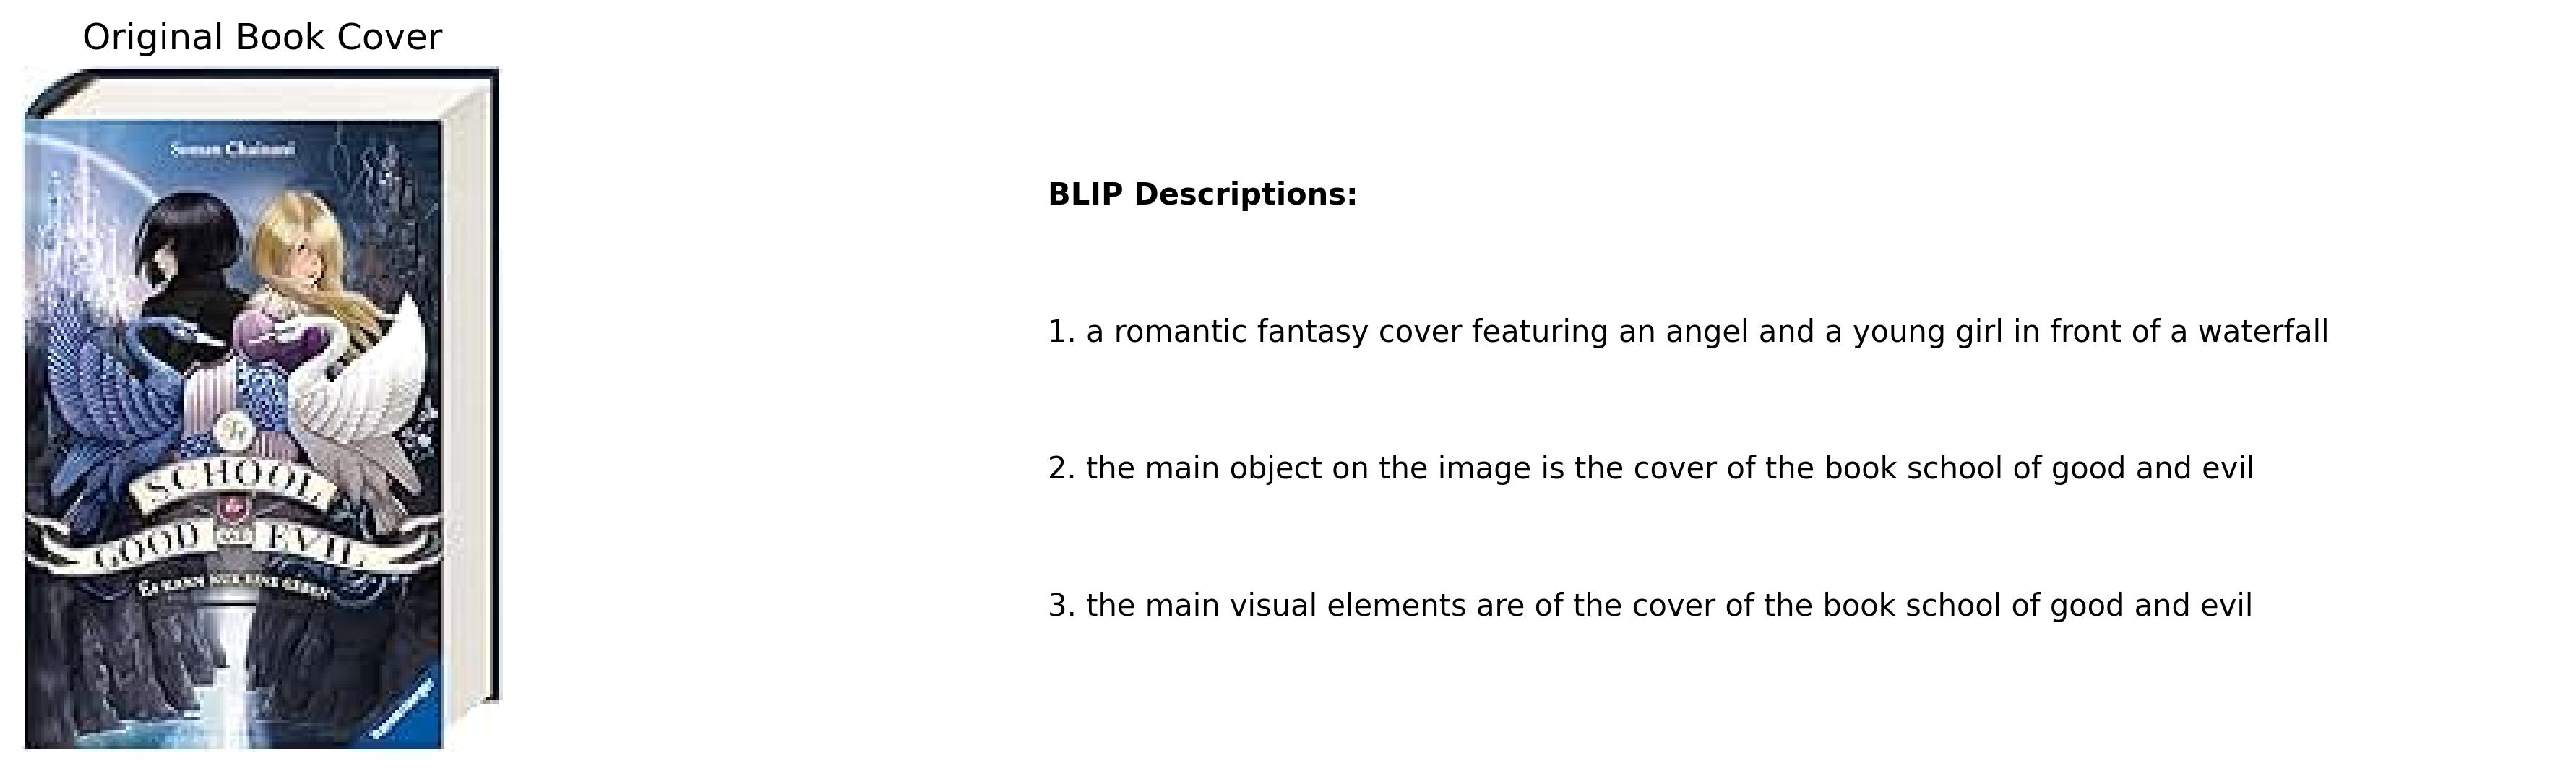 Original Book Cover
Soman Chainani
SCHOOL
GOOD AND EVIL
ES KANN NUR EINE GEBEN
BLIP Descriptions:
1. a romantic fantasy cover featuring an angel and a young girl in front of a waterfall
2. the main object on the image is the cover of the book school of good and evil
3. the main visual elements are of the cover of the book school of good and evil